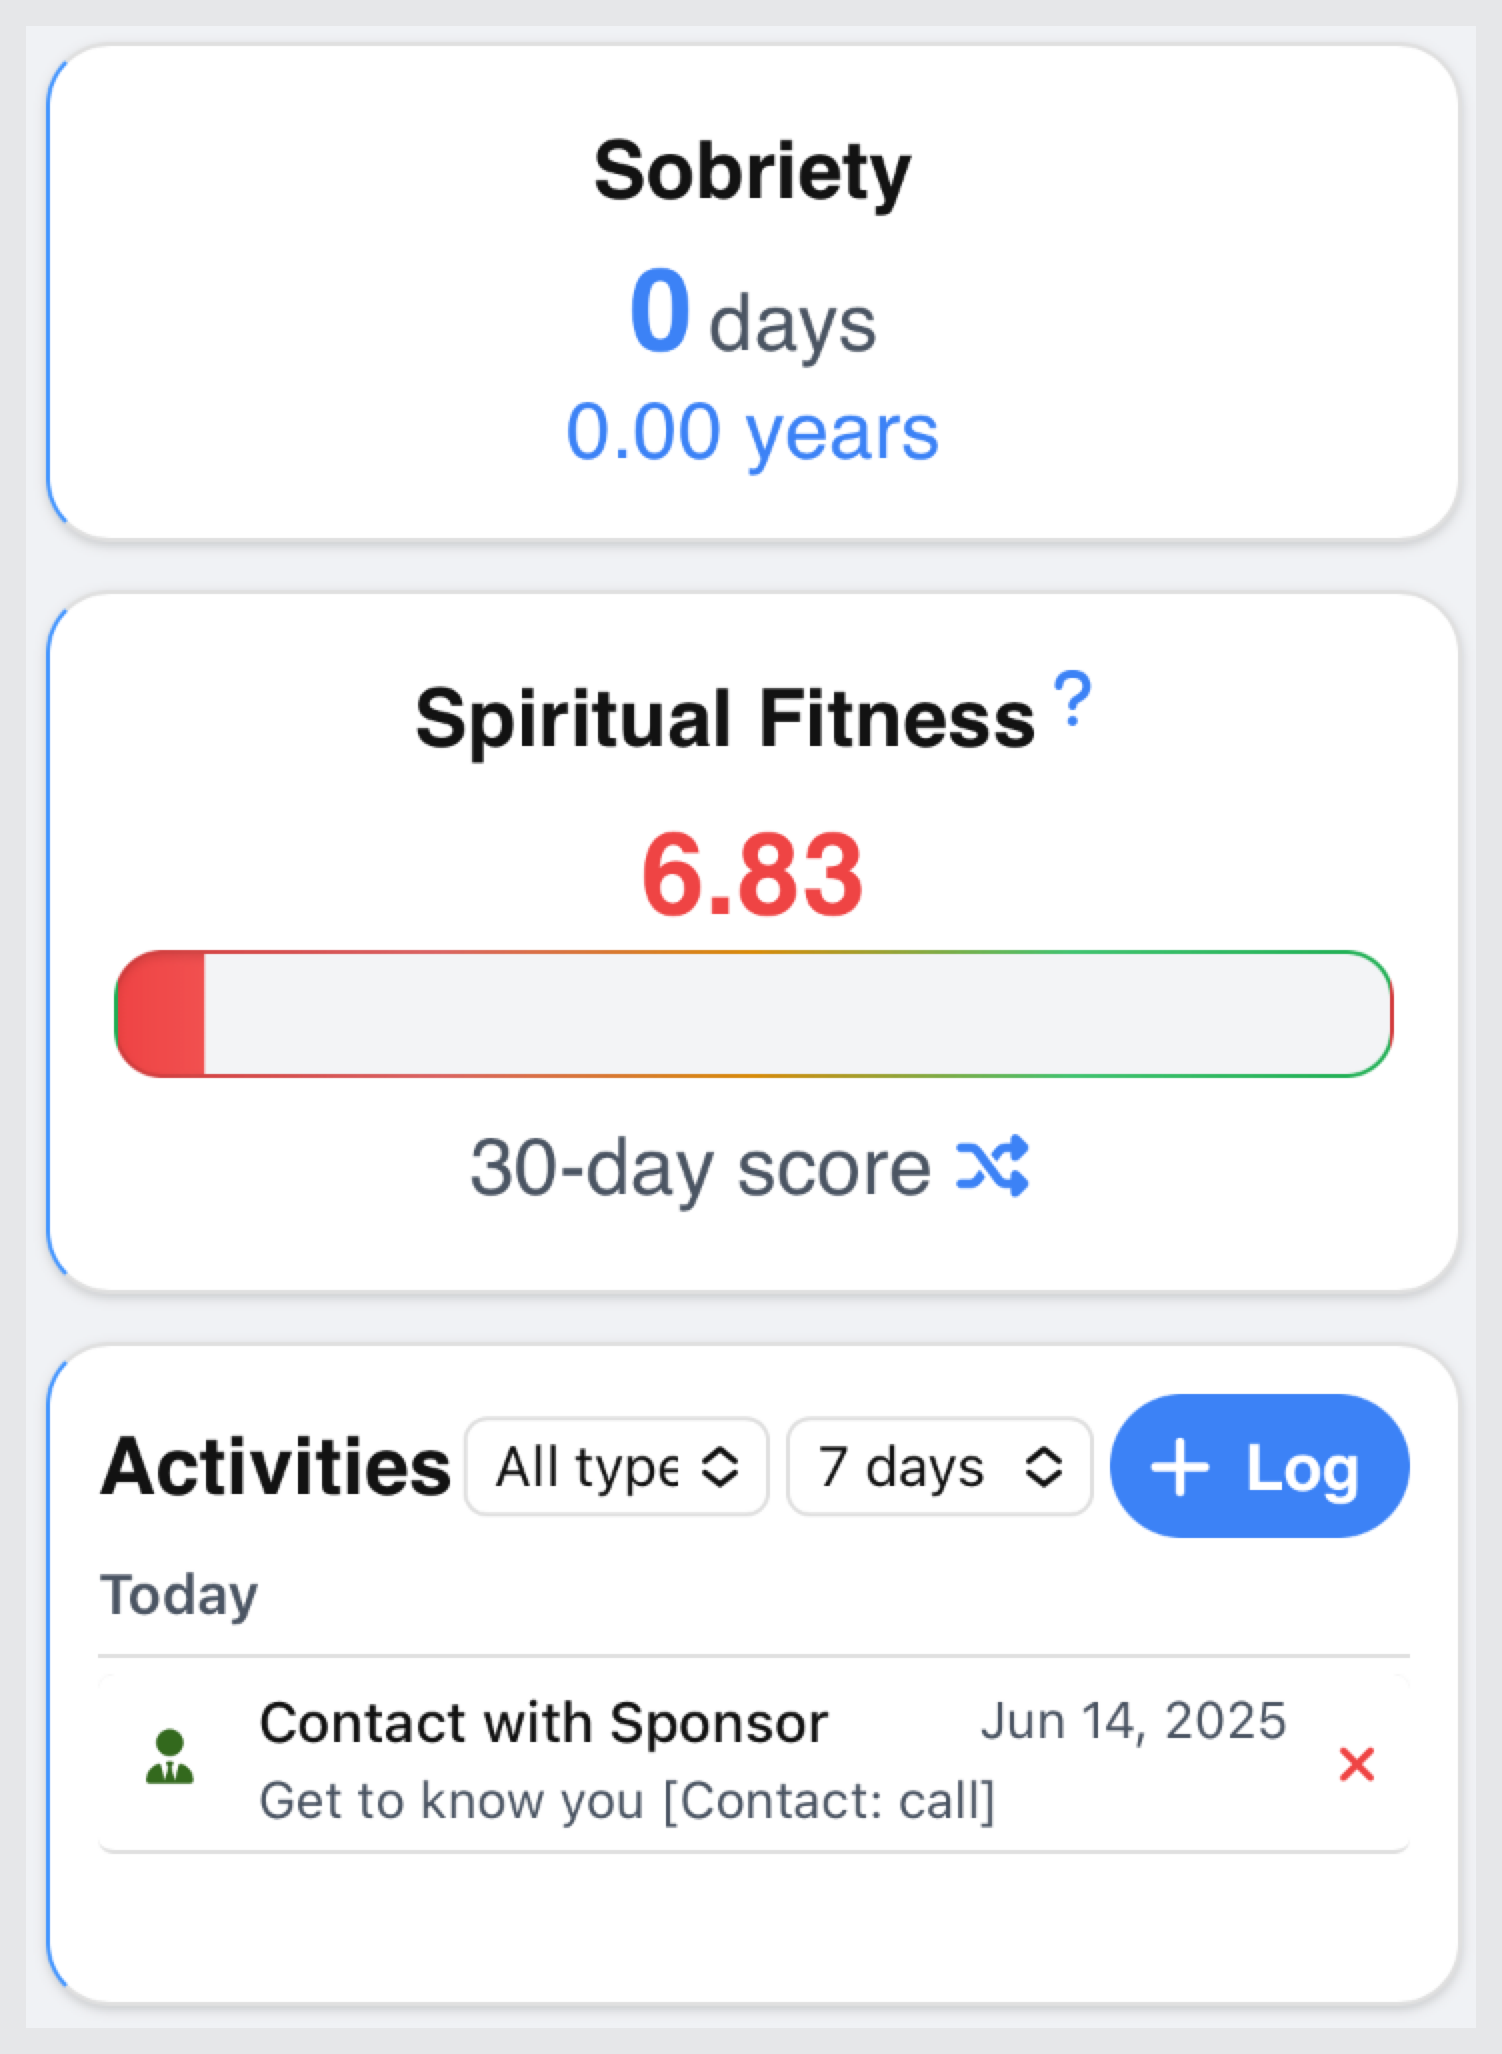 Sobriety
0 days
0.00 years
Spiritual Fitness ?
6.83
30-day score
Activities All type 7 days + Log
Today
Contact with Sponsor Jun 14, 2025
Get to know you [Contact: call]